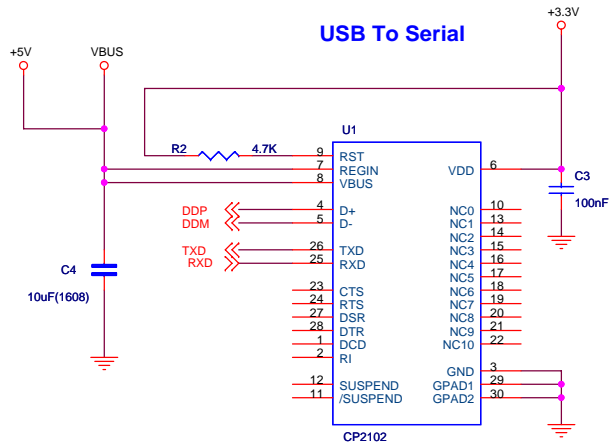 USB To Serial
+3.3V
+5V
VBUS
U1
R2
4.7K
9
RST
7
REGIN
8
VBUS
VDD
6
C3
100nF
DDP
4
D+
DDM
5
D-
TXD
26
TXD
RXD
25
RXD
23
CTS
24
RTS
27
DSR
28
DTR
1
DCD
2
RI
12
SUSPEND
11
/SUSPEND
NC0
10
NC1
13
NC2
14
NC3
15
NC4
16
NC5
17
NC6
18
NC7
19
NC8
20
NC9
21
NC10
22
GND
3
GPAD1
29
GPAD2
30
C4
10uF(1608)
CP2102